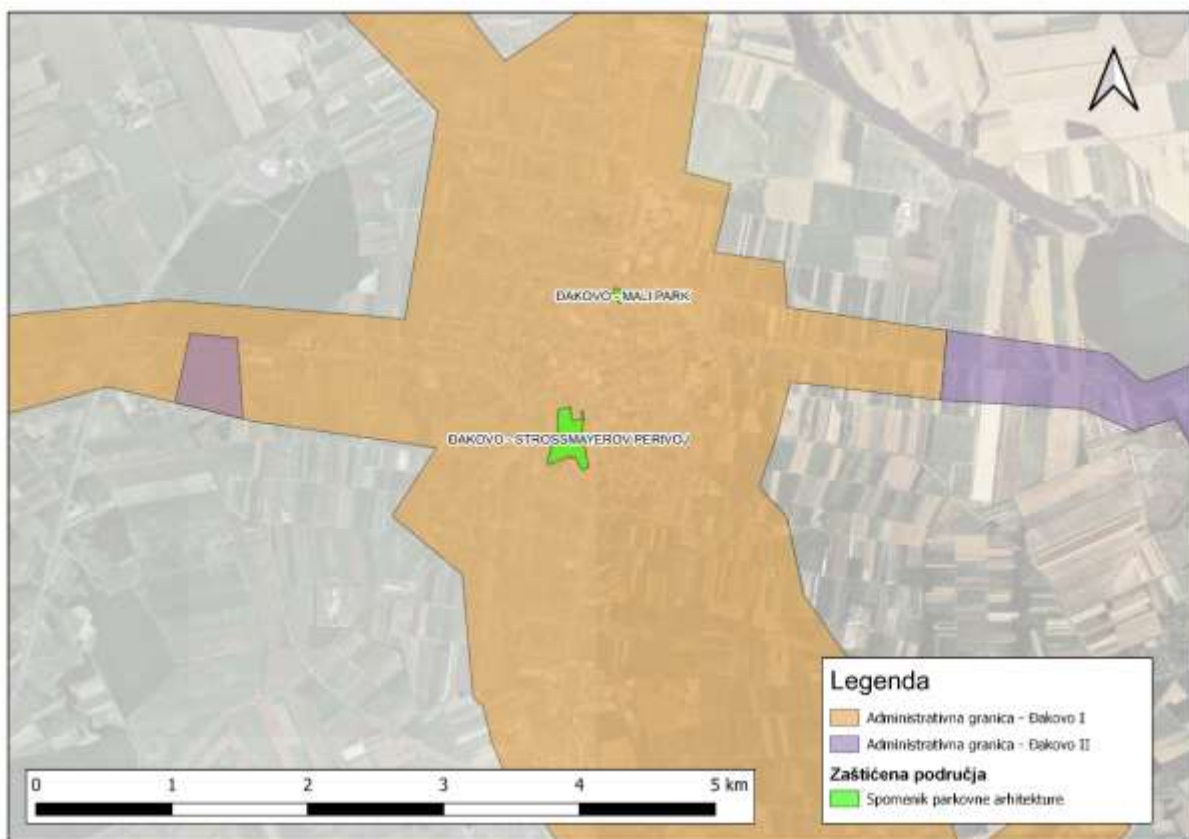 ĐAKOVO - MALI PARK
ĐAKOVO - STROSSMAYEROV PERIVOJ
Legenda
Administrativna granica - Đakovo I
Administrativna granica - Đakovo II
Zaštićena područja
Spomenik parkovne arhitekture
0 1 2 3 4 5 km